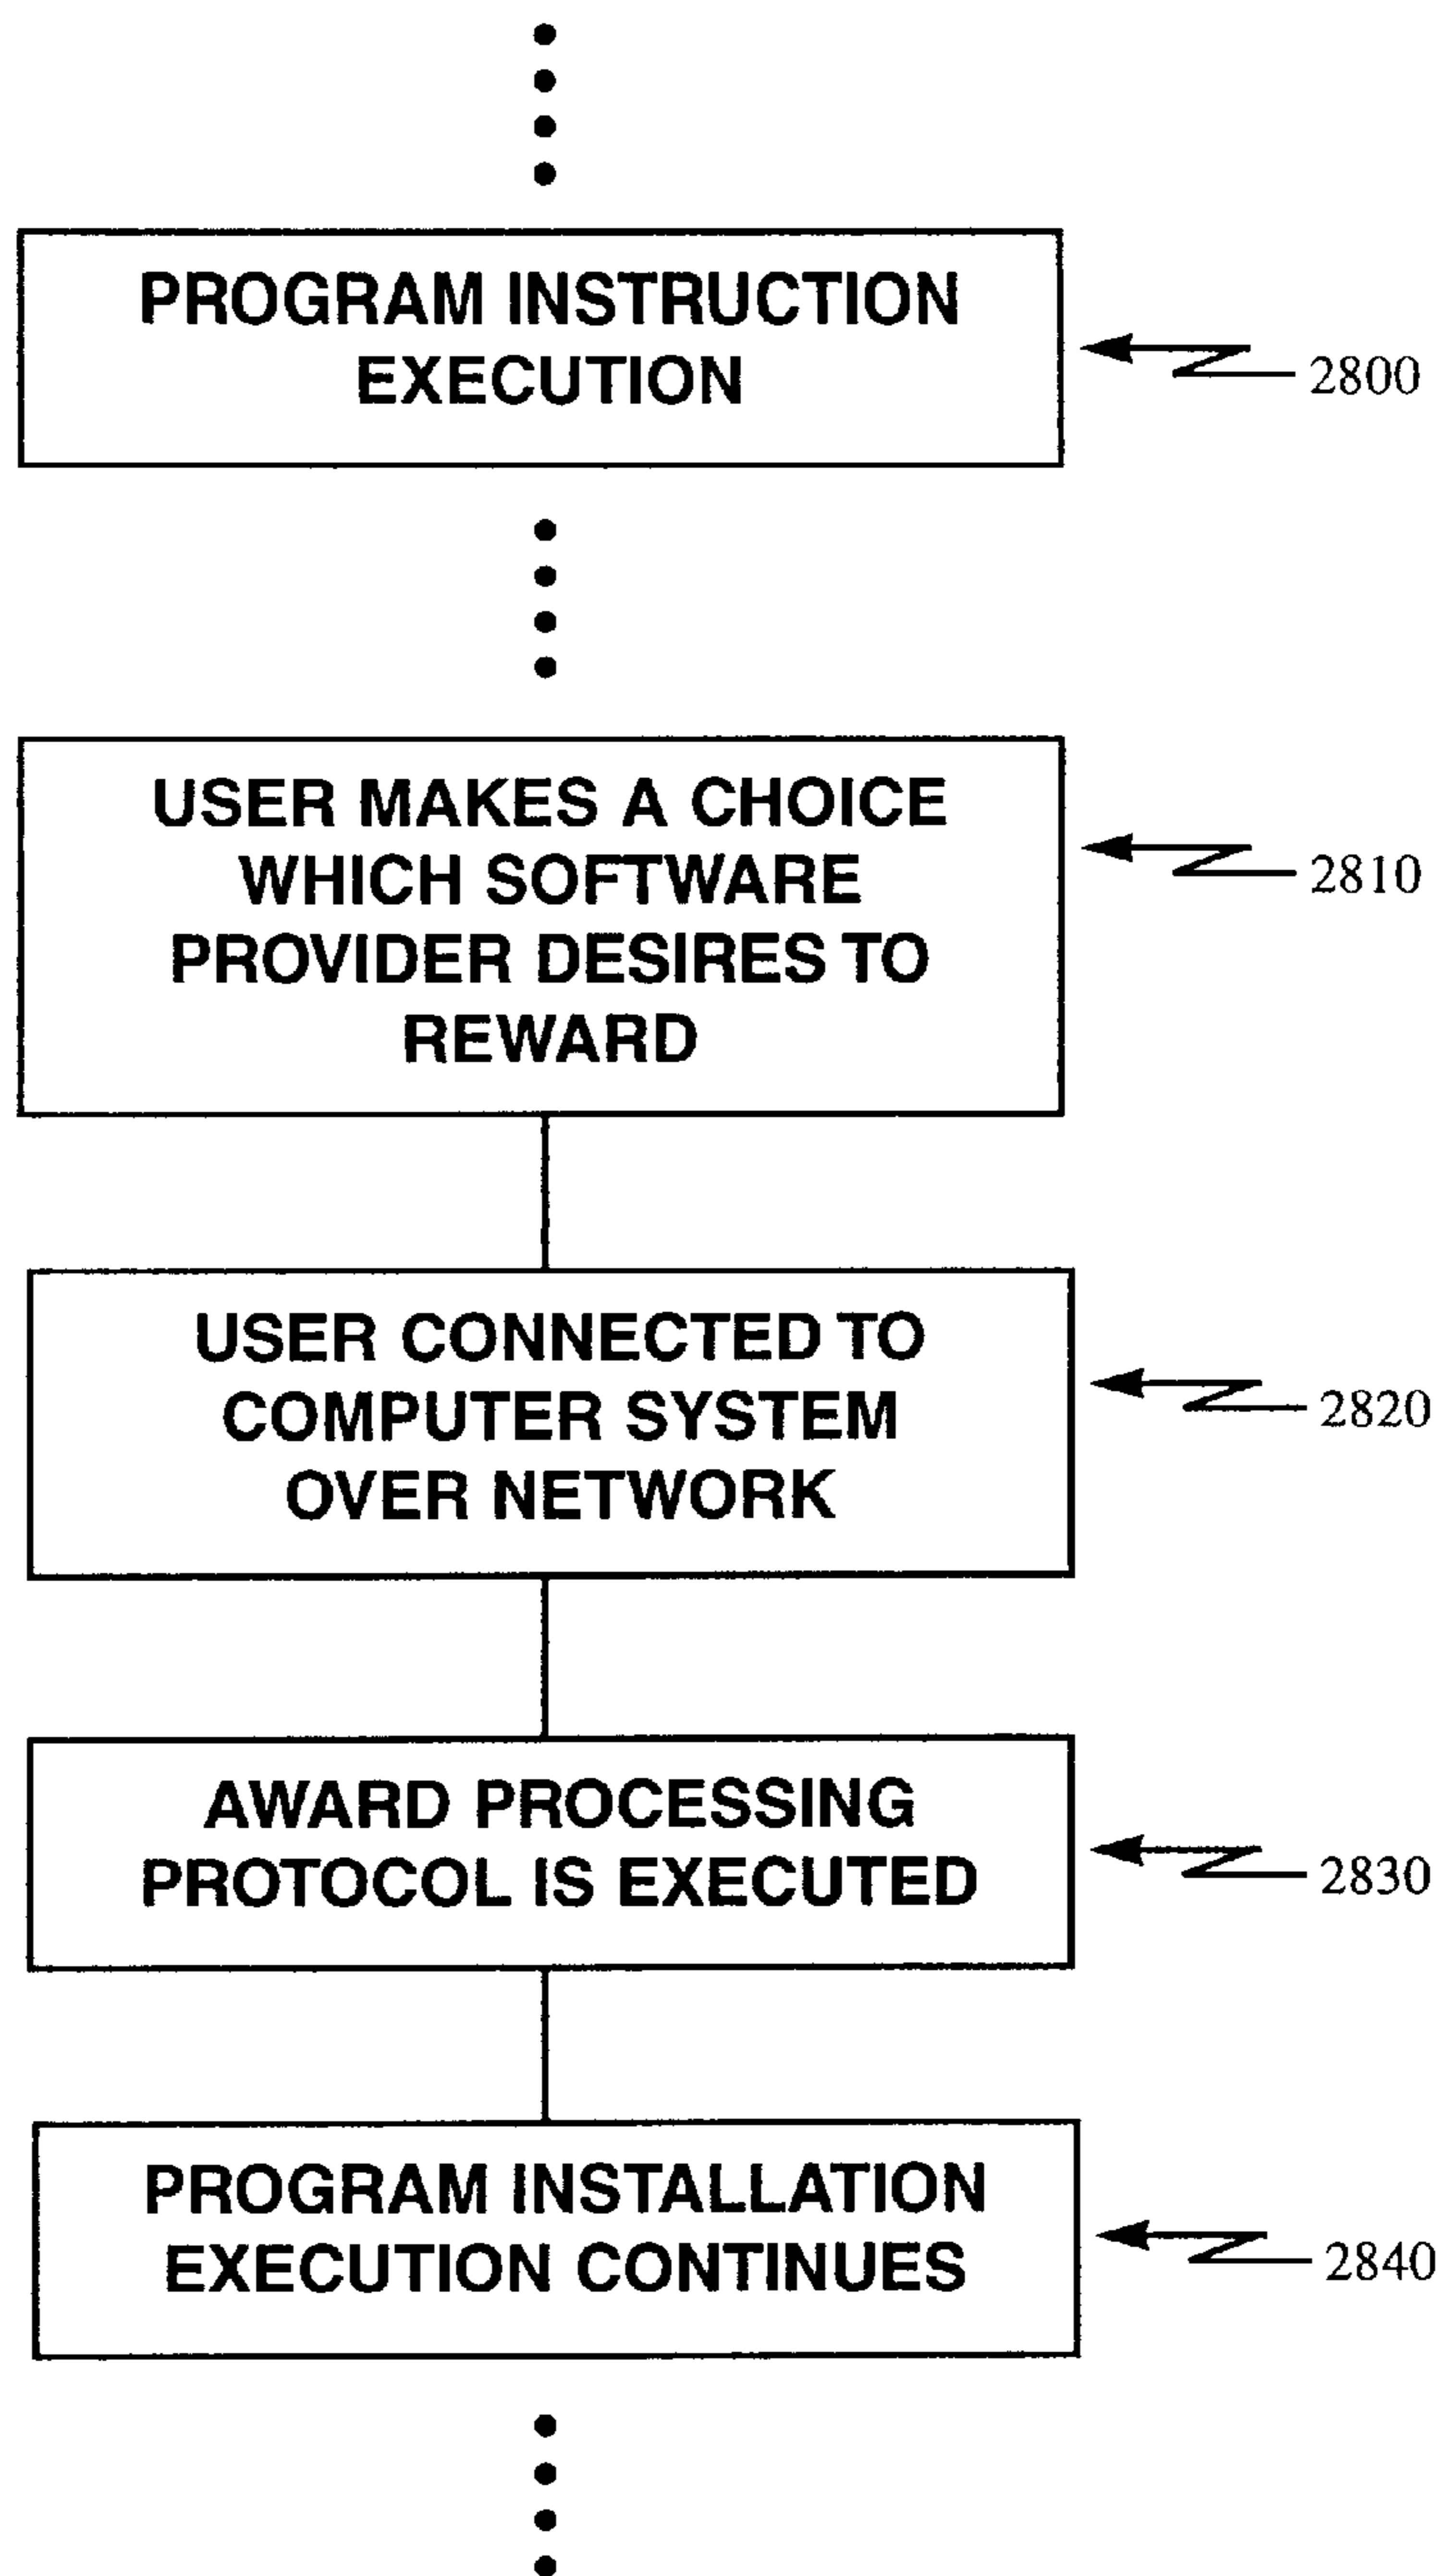 PROGRAM INSTRUCTION
EXECUTION
2800
USER MAKES A CHOICE
WHICH SOFTWARE
PROVIDER DESIRES TO
REWARD
2810
USER CONNECTED TO
COMPUTER SYSTEM
OVER NETWORK
2820
AWARD PROCESSING
PROTOCOL IS EXECUTED
2830
PROGRAM INSTALLATION
EXECUTION CONTINUES
2840